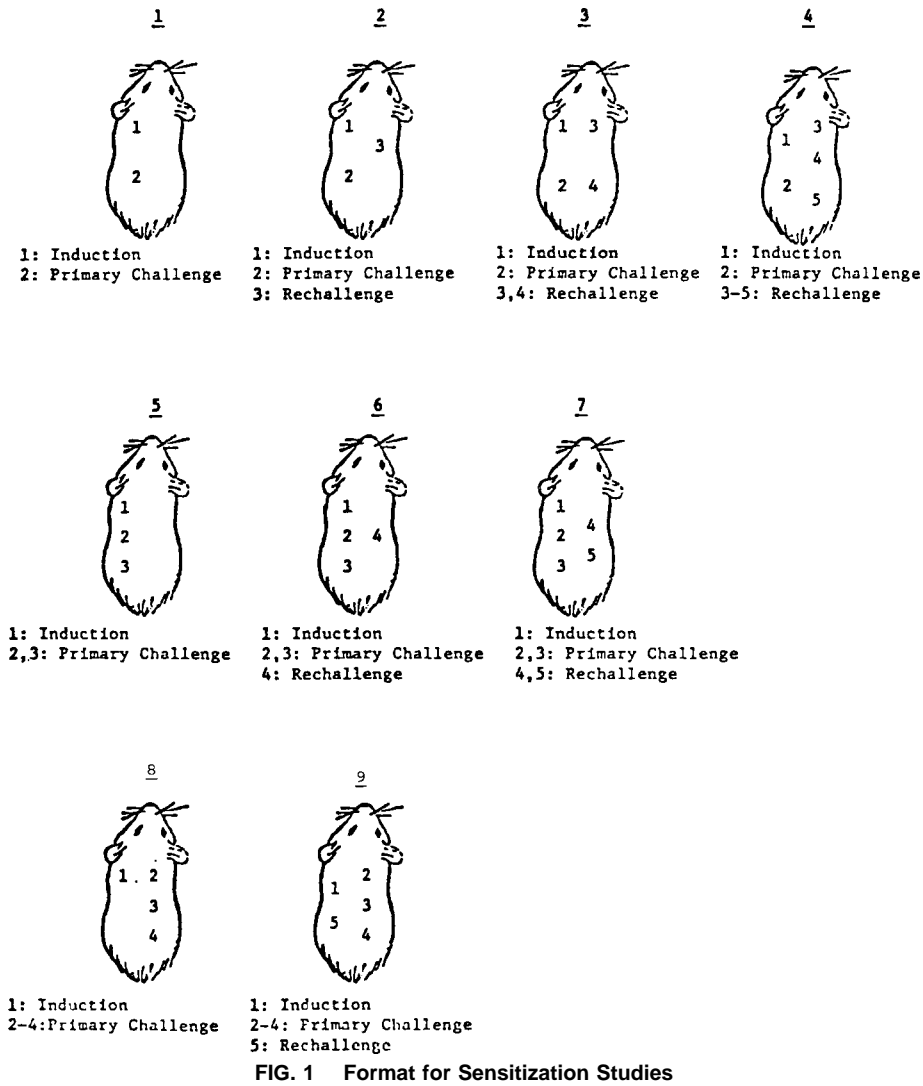 1 2 3 4
1
2
1
3
2
1 3
2 4
3
1
4
2
5
1: Induction
2: Primary Challenge
1: Induction
2: Primary Challenge
3: Rechallenge
1: Induction
2: Primary Challenge
3,4: Rechallenge
1: Induction
2: Primary Challenge
3-5: Rechallenge
5 6 7
1
2
3
1
2 4
3
1
4
2
5
3
1: Induction
2,3: Primary Challenge
1: Induction
2,3: Primary Challenge
4: Rechallenge
1: Induction
2,3: Primary Challenge
4,5: Rechallenge
8 9
1 . 2
3
4
2
1
3
5
4
1: Induction
2-4:Primary Challenge
1: Induction
2-4: Primary Challenge
5: Rechallenge
FIG. 1 Format for Sensitization Studies